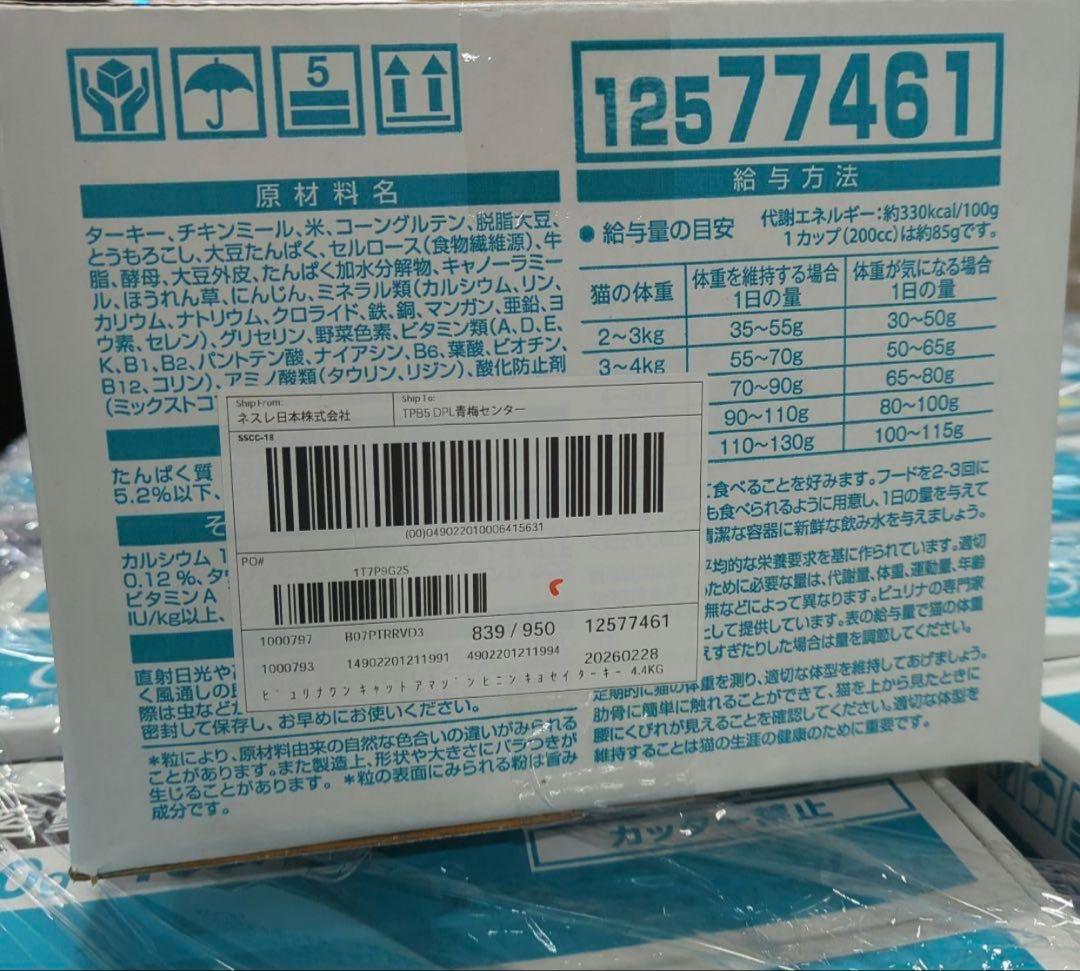 5
12577461
原材料名
ターキー、チキンミール、米、コーングルテン、脱脂大豆、
とうもろこし、大豆たんぱく、セルロース(食物繊維源)、牛
脂、酵母、大豆外皮、たんぱく加水分解物、キャノーラミー
ル、ほうれん草、にんじん、ミネラル類(カルシウム、リン、
カリウム、ナトリウム、クロライド、鉄、銅、マンガン、亜鉛、ヨ
ウ素、セレン)、グリセリン、野菜色素、ビタミン類(A、D、E、
K、B1、B2、パントテン酸、ナイアシン、B6、葉酸、ビオチン、
B12、コリン)、アミノ酸類(タウリン、リジン)、酸化防止剤
(ミックストコ
たんぱく質
5.2%以下、
そ
カルシウム 1
0.12%、タ
ビタミンA
IU/kg以上、
直射日光や
く風通しの
際は虫など
密封して保存し、お早めにお使いください。
*粒により、原材料由来の自然な色合いの違いがみられる
ことがあります。また製造上、形状や大きさにバラつきが
生じることがあります。*粒の表面にみられる粉は旨み
成分です。
給与方法
●給与量の目安
代謝エネルギー:約330kcal/100g
1カップ(200cc)は約85gです。
猫の体重 体重を維持する場合 1日の量 体重が気になる場合 1日の量
2~3kg 35~55g 30~50g
3~4kg 55~70g 50~65g
70~90g 65~80g
90~110g 80~100g
110~130g 100~115g
食べることを好みます。フードを2-3回に
も食べられるように用意し、1日の量を与えて
清潔な容器に新鮮な飲み水を与えましょう。
平均的な栄養要求を基に作られています。適切
ために必要な量は、代謝量、体重、運動量、年齢
無などによって異なります。ピュリナの専門家
として提供しています。表の給与量で猫の体重
えすぎたりした場合は量を調節してください。
定期的に猫の体重を測り、適切な体型を維持してあげましょう。
肋骨に簡単に触れることができて、猫を上から見たときに
腰にくびれが見えることを確認してください。適切な体型を
維持することは猫の生涯の健康のために重要です。
Ship From:
ネスレ日本株式会社
Ship To:
TPB5 DPL青梅センター
SSCC-18
(00)049022010006415631
PO#
1T7P9G2S
1000797 B07PTRRVD3 839 / 950 12577461
1000793 14902201211991 4902201211994 20260228
ピュリナワン キャット アマゾンヒニン キョセイ ターキー 4.4KG
カッター禁止